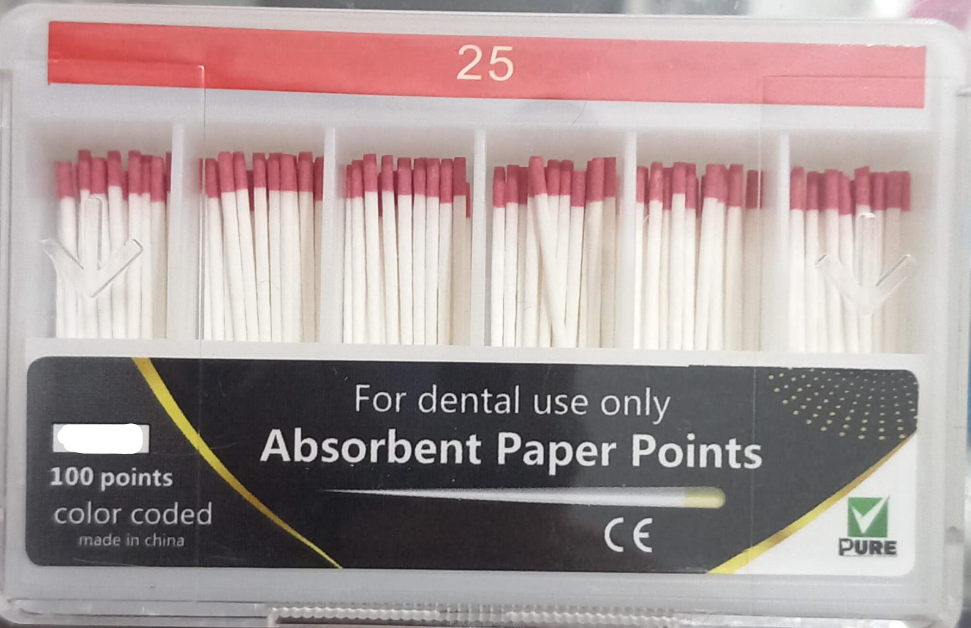 25
For dental use only
Absorbent Paper Points
100 points
color coded
made in china
CE
PURE